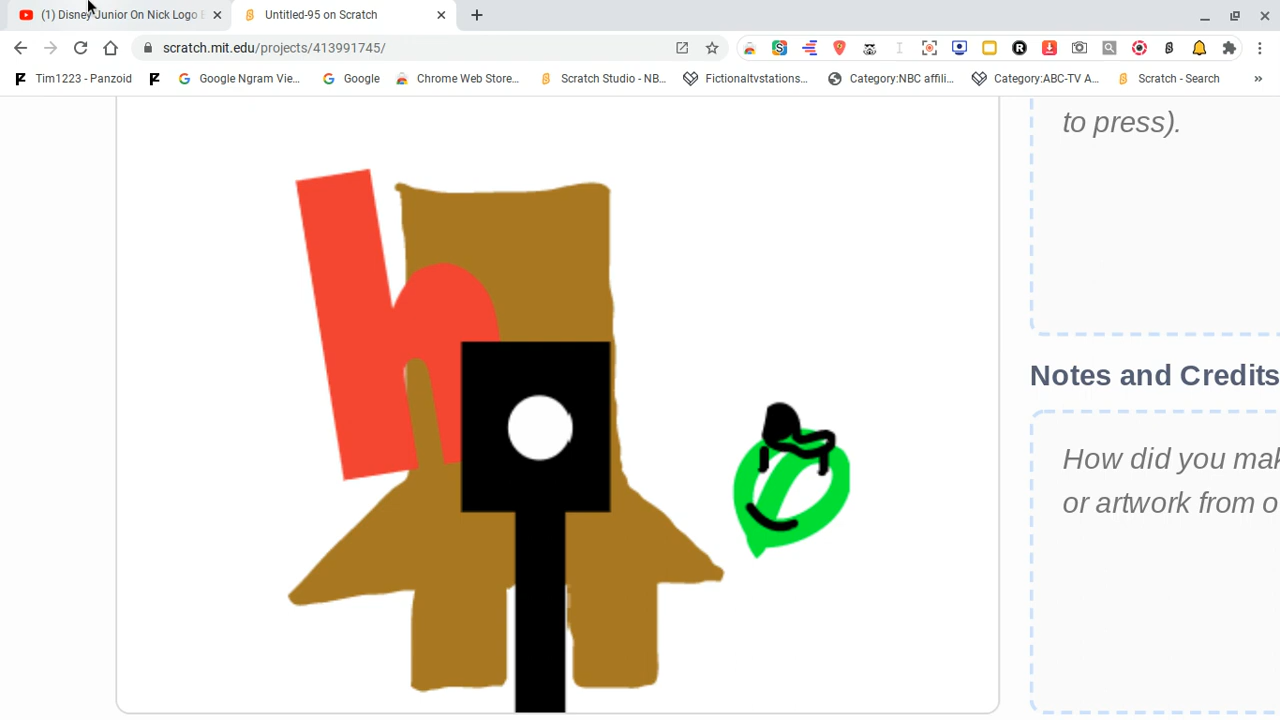 (1) Disney Junior On Nick Logo
Untitled-95 on Scratch
scratch.mit.edu/projects/413991745/
Tim1223 - Panzoid
Google Ngram Vie...
Google
Chrome Web Store...
Scratch Studio - NB...
Fictionaltvstations...
Category:NBC affili...
Category:ABC-TV A...
Scratch - Search
»
to press).
h
Notes and Credits
How did you mak
or artwork from o